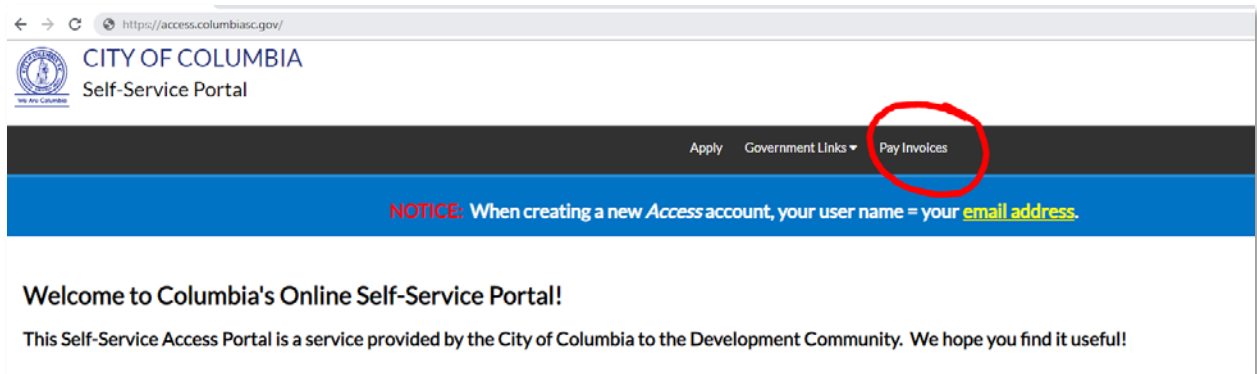 https://access.columbiasc.gov/
CITY OF COLUMBIA
Self-Service Portal
We Are Columbia
Apply Government Links Pay Invoices
NOTICE: When creating a new Access account, your user name = your email address.
Welcome to Columbia's Online Self-Service Portal!
This Self-Service Access Portal is a service provided by the City of Columbia to the Development Community. We hope you find it useful!